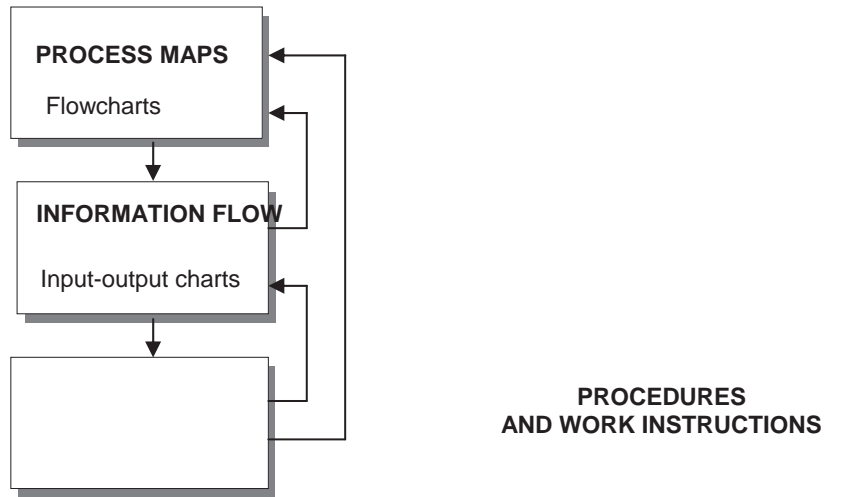 PROCESS MAPS
Flowcharts
INFORMATION FLOW
Input-output charts
PROCEDURES
AND WORK INSTRUCTIONS